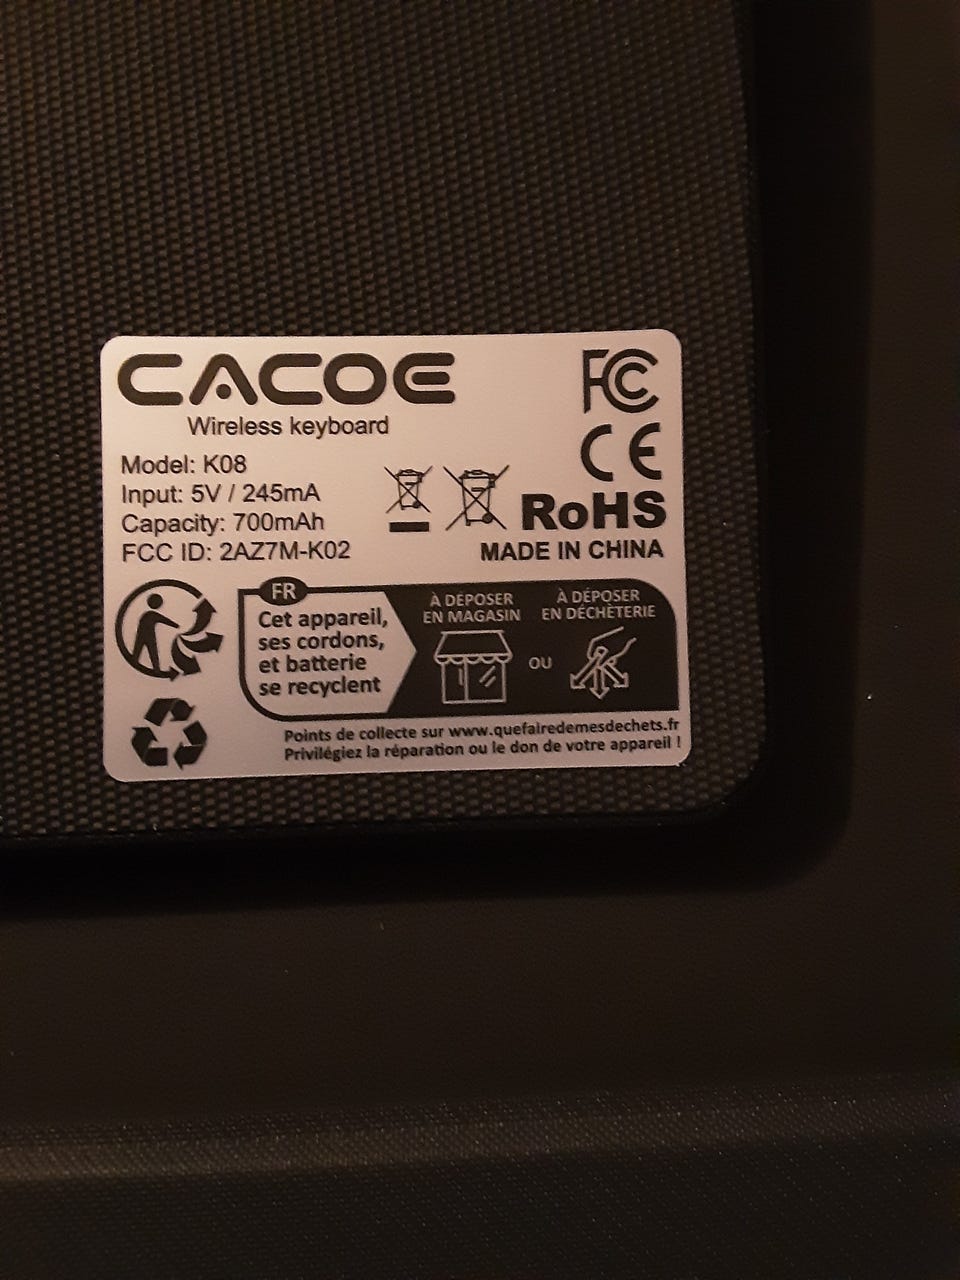 CACOE
Wireless keyboard
FC
CE
Model: K08
Input: 5V / 245mA
Capacity: 700mAh
FCC ID: 2AZ7M-K02
RoHS
MADE IN CHINA
FR
Cet appareil,
ses cordons,
et batterie
se recyclent
À DÉPOSER
EN MAGASIN
OU
À DÉPOSER
EN DÉCHÈTERIE
Points de collecte sur www.quefairedemesdechets.fr
Privilégiez la réparation ou le don de votre appareil !